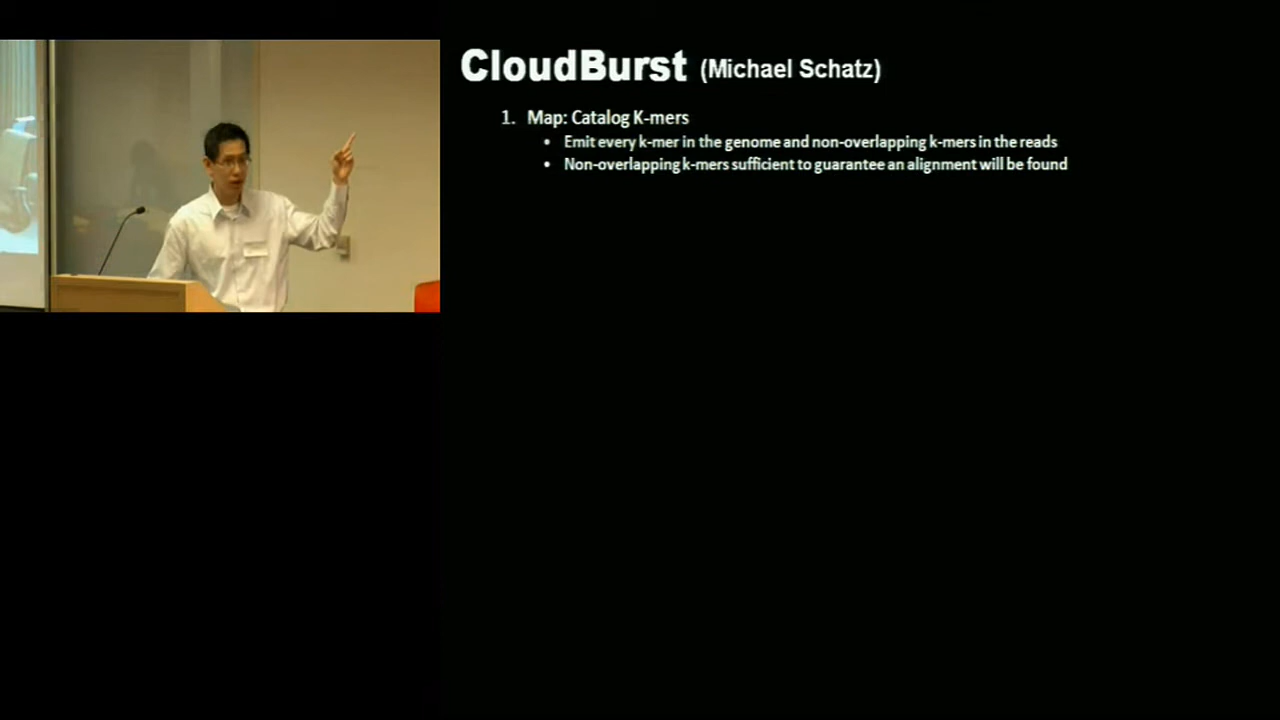 CloudBurst (Michael Schatz)
1. Map: Catalog K-mers
• Emit every k-mer in the genome and non-overlapping k-mers in the reads
• Non-overlapping k-mers sufficient to guarantee an alignment will be found